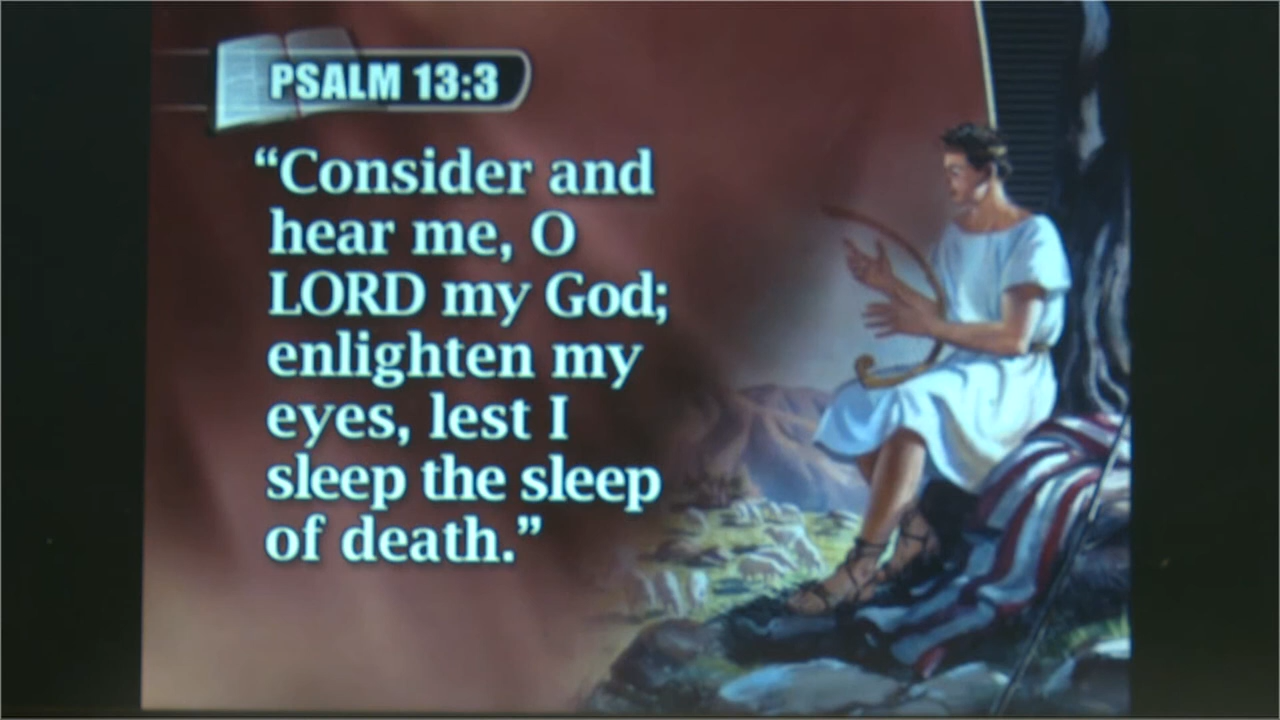 PSALM 13:3
“Consider and
hear me, O
LORD my God;
enlighten my
eyes, lest I
sleep the sleep
of death.”